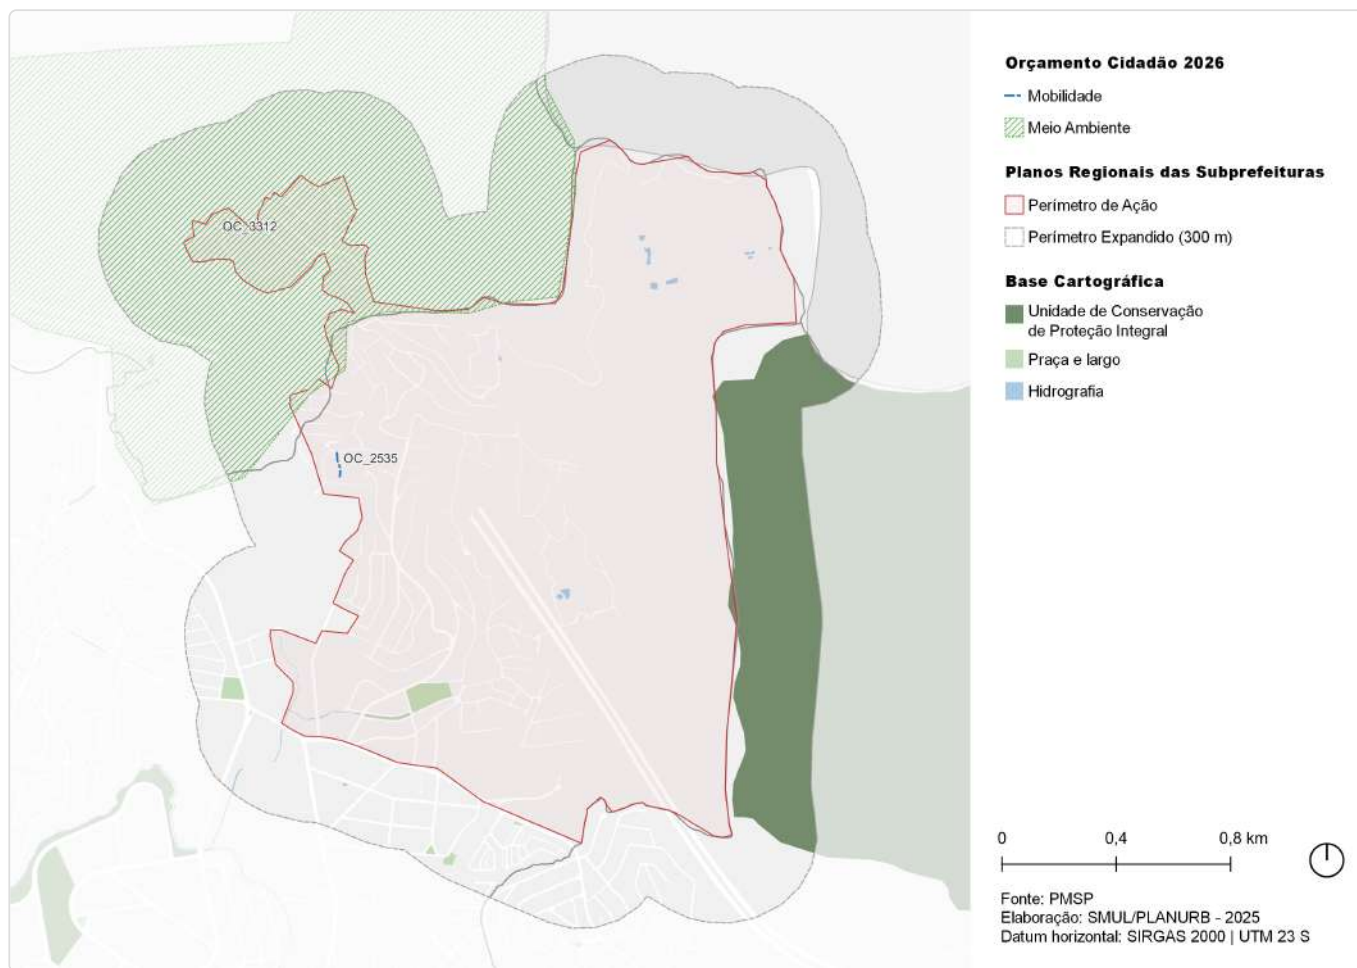 OC_3312
OC_2535
Orçamento Cidadão 2026
Mobilidade
Meio Ambiente
Planos Regionais das Subprefeituras
Perímetro de Ação
Perímetro Expandido (300 m)
Base Cartográfica
Unidade de Conservação
de Proteção Integral
Praça e largo
Hidrografia
0 0,4 0,8 km
Fonte: PMSP
Elaboração: SMUL/PLANURB - 2025
Datum horizontal: SIRGAS 2000 | UTM 23 S